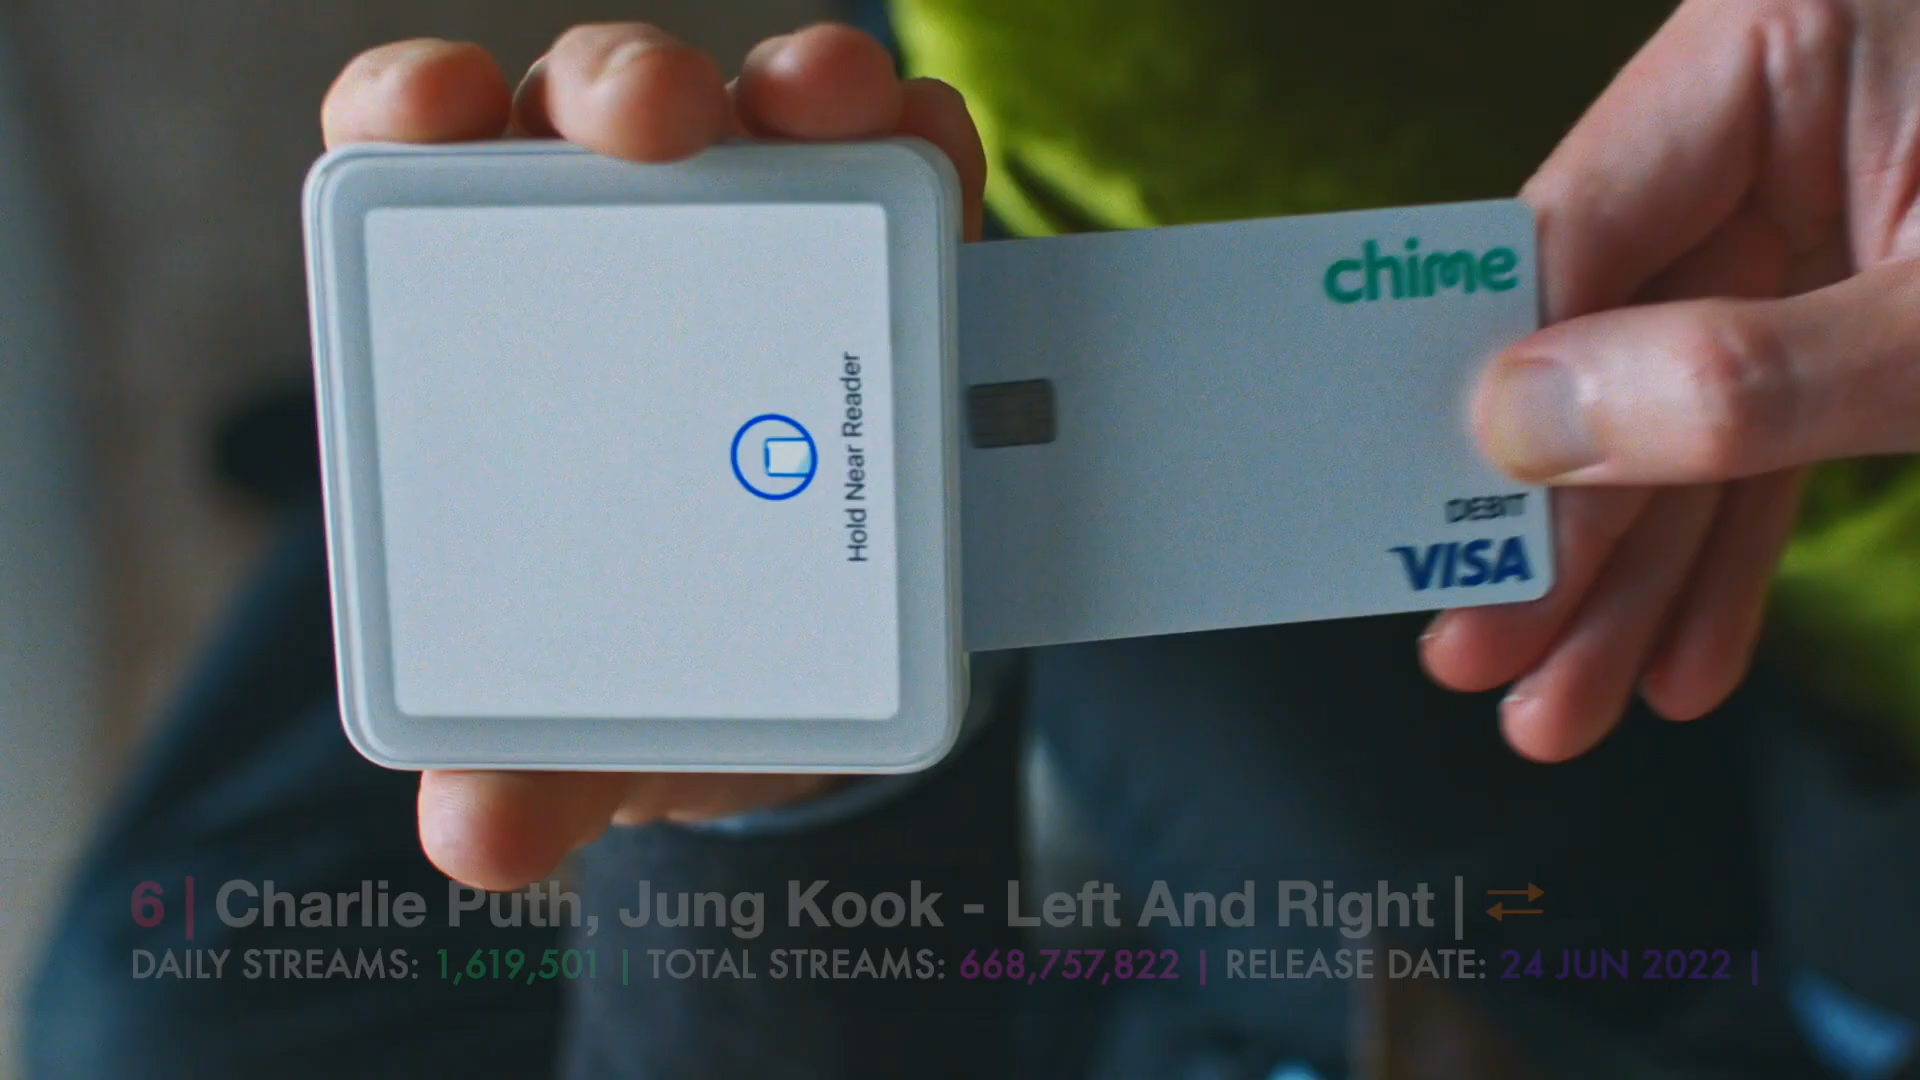 chime
Hold Near Reader
DEBIT
VISA
6 | Charlie Puth, Jung Kook - Left And Right |
DAILY STREAMS: 1,619,501 | TOTAL STREAMS: 668,757,822 | RELEASE DATE: 24 JUN 2022 |